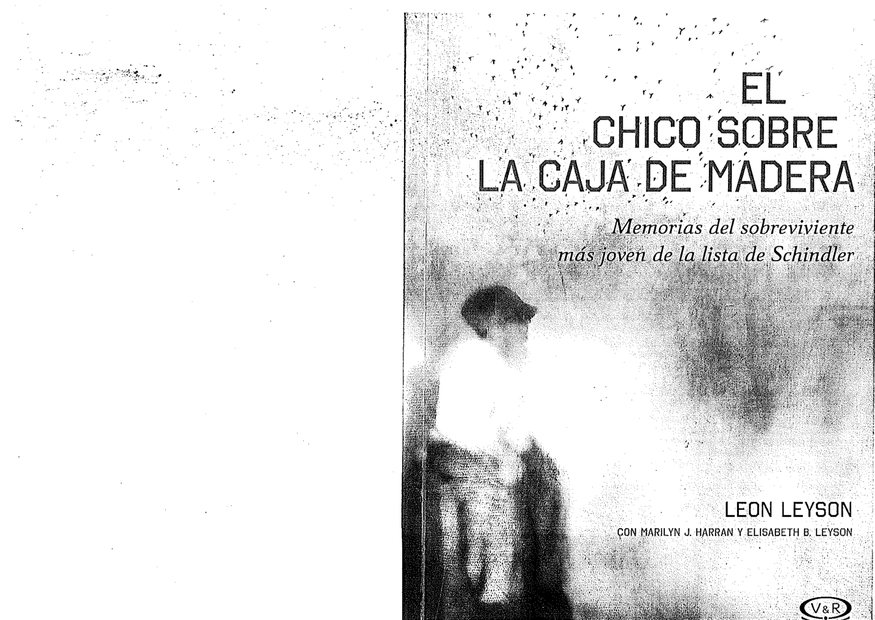 EL
CHICO SOBRE
LA CAJA DE MADERA
Memorias del sobreviviente
más joven de la lista de Schindler
LEON LEYSON
CON MARILYN J. HARRAN Y ELISABETH B. LEYSON
V&R